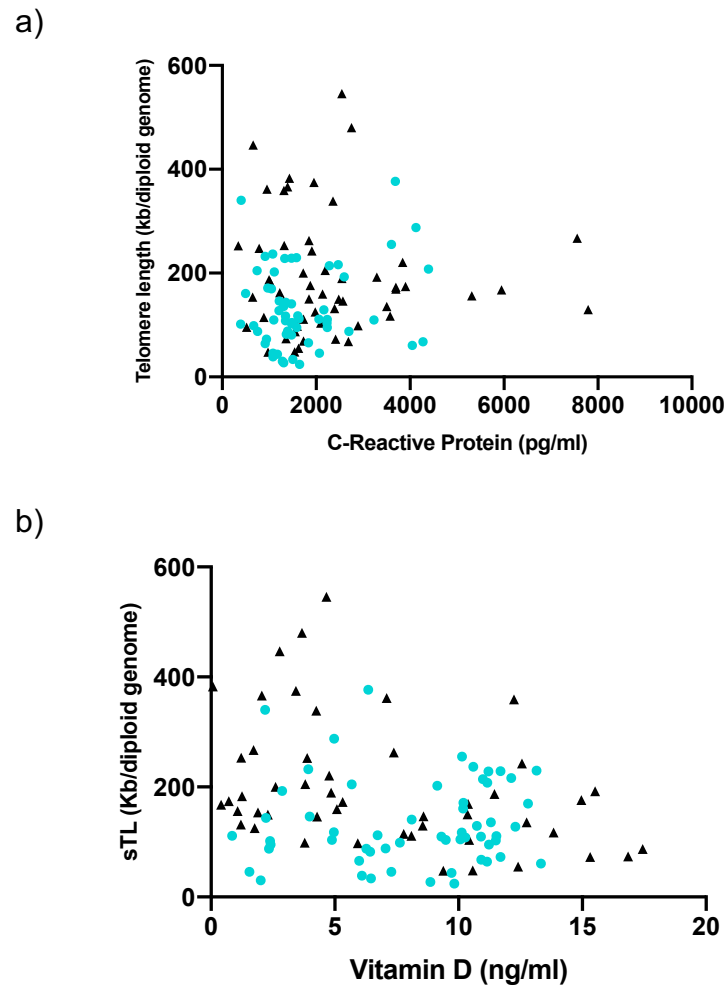 a)
Telomere length (kb/diploid genome)
600
400
200
0
0 2000 4000 6000 8000 10000
C-Reactive Protein (pg/ml)
b)
sTL (Kb/diploid genome)
600
400
200
0
0 5 10 15 20
Vitamin D (ng/ml)